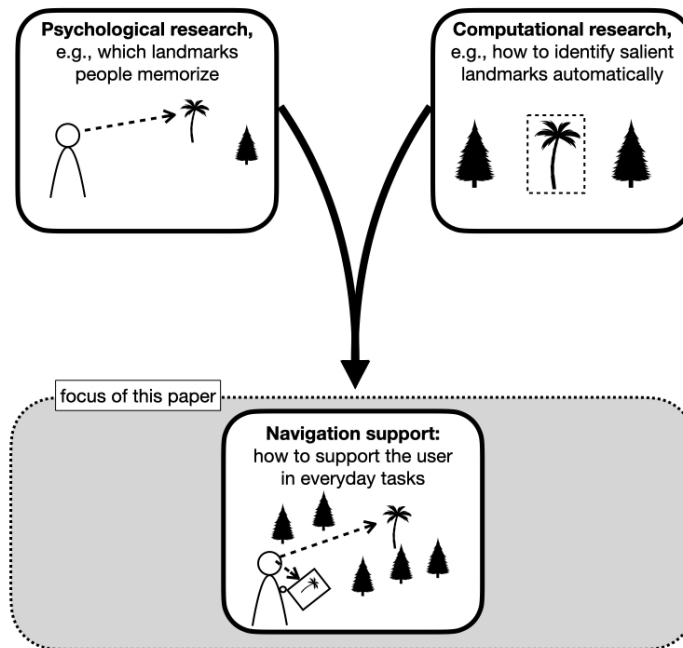 Psychological research,
e.g., which landmarks
people memorize
Computational research,
e.g., how to identify salient
landmarks automatically
focus of this paper
Navigation support:
how to support the user
in everyday tasks